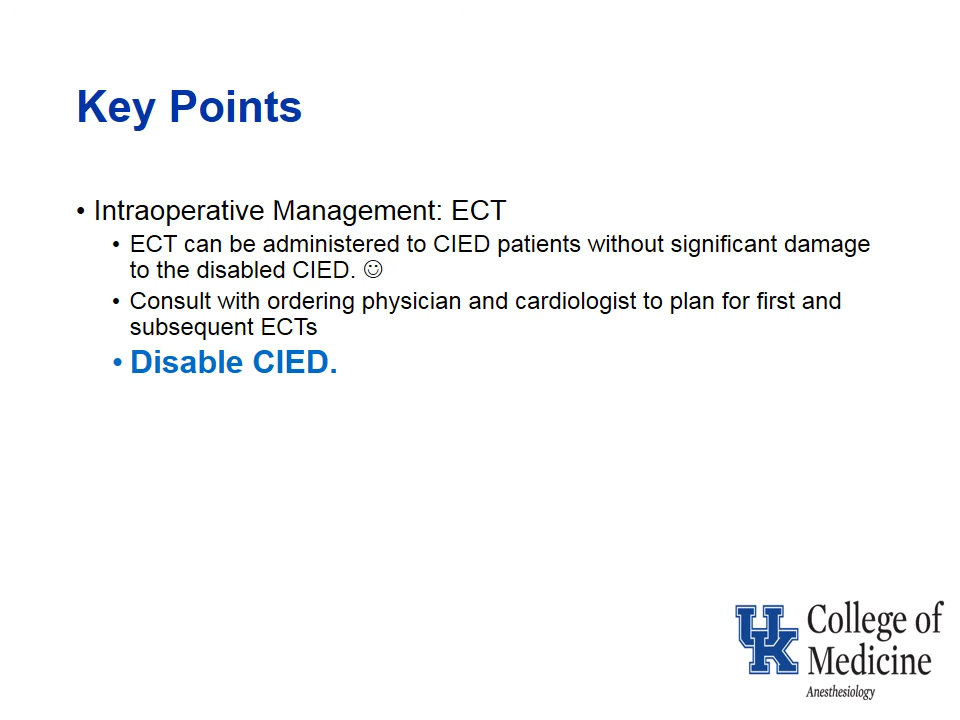 Key Points
• Intraoperative Management: ECT
• ECT can be administered to CIED patients without significant damage
to the disabled CIED. ☺
• Consult with ordering physician and cardiologist to plan for first and
subsequent ECTs
• Disable CIED.
UK
College of
Medicine
Anesthesiology